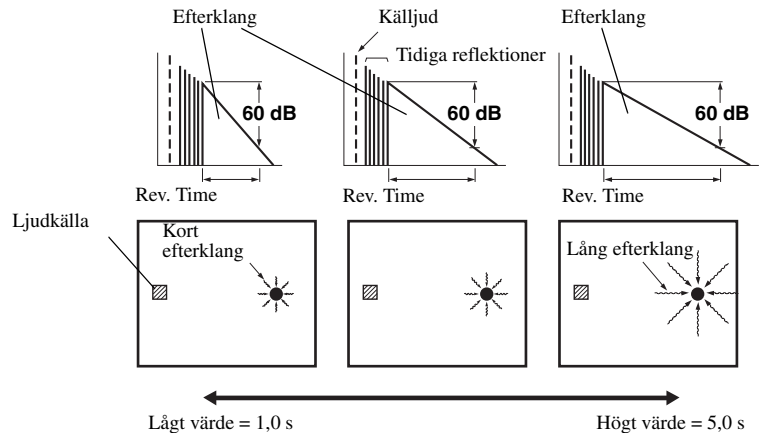 Efterklang
Källjud
Efterklang
Tidiga reflektioner
60 dB
60 dB
60 dB
Rev. Time
Rev. Time
Rev. Time
Ljudkälla
Kort
efterklang
Lång efterklang
Lågt värde = 1,0 s
Högt värde = 5,0 s